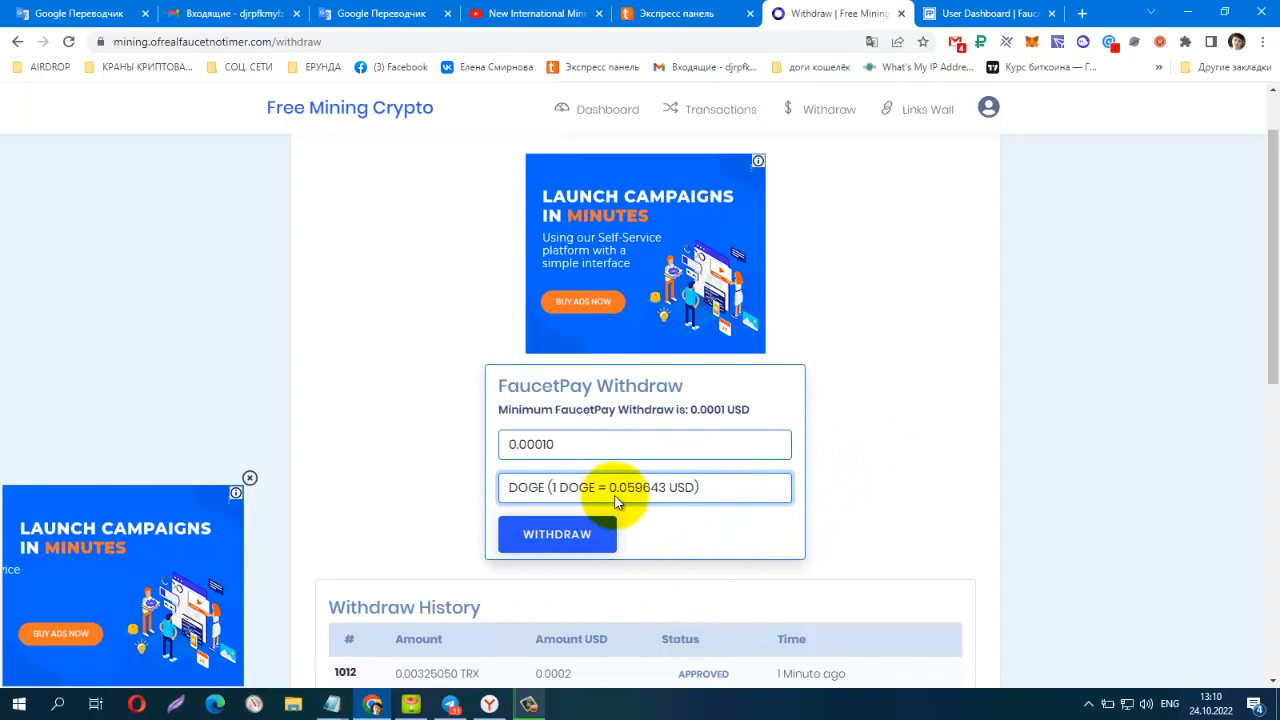 Google Переводчик
Входящие - djrpfkmyfz
Google Переводчик
New International Mini
Экспресс панель
Withdraw | Free Mining
User Dashboard | Fauc
mining.ofrealfaucetnotimer.com/withdraw
AIRDROP
КРАНЫ КРИПТОВА...
СОЦ. СЕТИ
ЕРУНДА
(3) Facebook
Елена Смирнова
Экспресс панель
Входящие - djrpfk...
доги кошелёк
What's My IP Addre...
Курс биткоина — Г...
»
Другие закладки
Free Mining Crypto
Dashboard
Transactions
Withdraw
Links Wall
LAUNCH CAMPAIGNS
IN MINUTES
Using our Self-Service
platform with a
simple interface
BUY ADS NOW
FaucetPay Withdraw
Minimum FaucetPay Withdraw is: 0.0001 USD
0.00010
DOGE (1 DOGE = 0.059643 USD)
WITHDRAW
LAUNCH CAMPAIGNS
IN MINUTES
vice
BUY ADS NOW
Withdraw History
# Amount Amount USD Status Time
1012 0.00325050 TRX 0.0002 APPROVED 1 Minute ago
ENG
13:10
24.10.2022